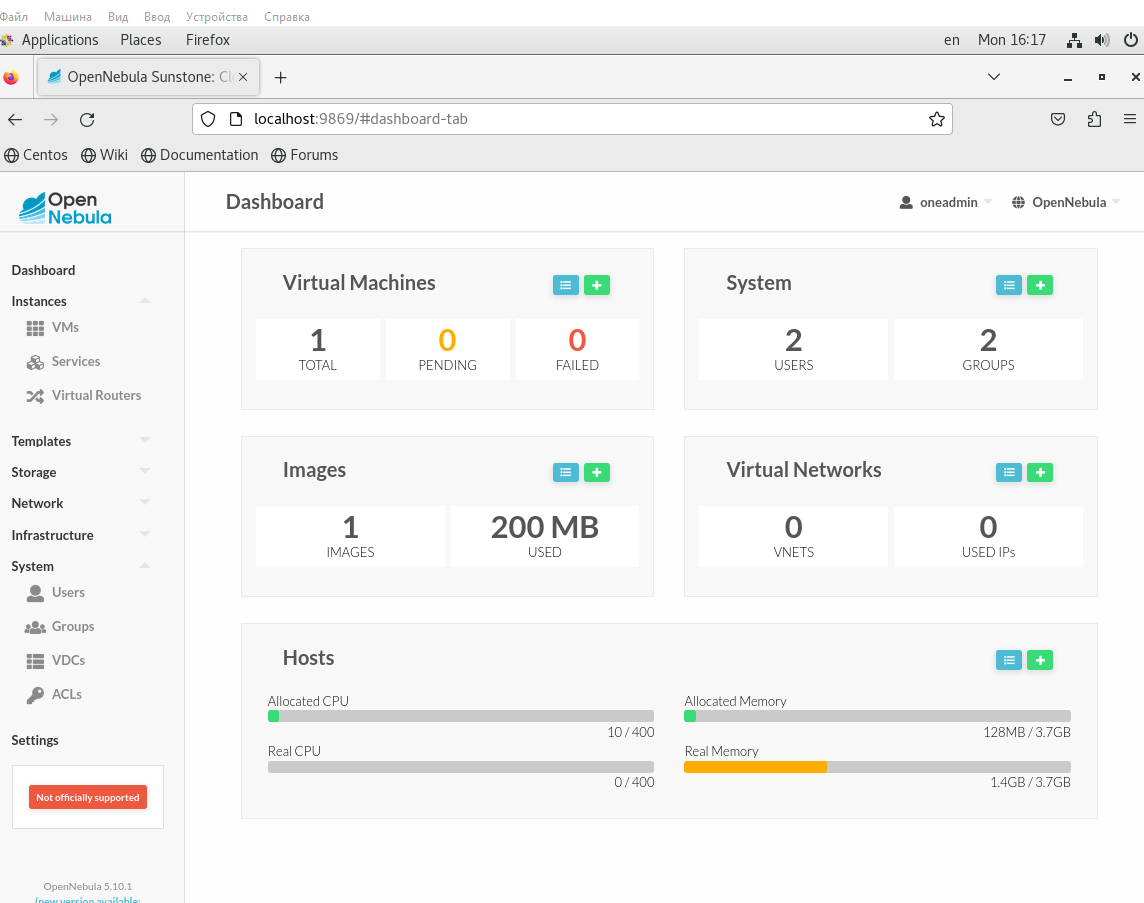 Файл Машина Вид Ввод Устройства Справка
Applications Places Firefox en Mon 16:17
OpenNebula Sunstone: Clo
localhost:9869/#dashboard-tab
Centos Wiki Documentation Forums
Open Nebula
Dashboard
oneadmin OpenNebula
Dashboard
Instances
VMs
Services
Virtual Routers
Templates
Storage
Network
Infrastructure
System
Users
Groups
VDCs
ACLs
Settings
Not officially supported
OpenNebula 5.10.1
(new version available:
Virtual Machines
1 0 0
TOTAL PENDING FAILED
System
2 2
USERS GROUPS
Images
1 200 MB
IMAGES USED
Virtual Networks
0 0
VNETS USED IPs
Hosts
Allocated CPU
10 / 400
Real CPU
0 / 400
Allocated Memory
128MB / 3.7GB
Real Memory
1.4GB / 3.7GB